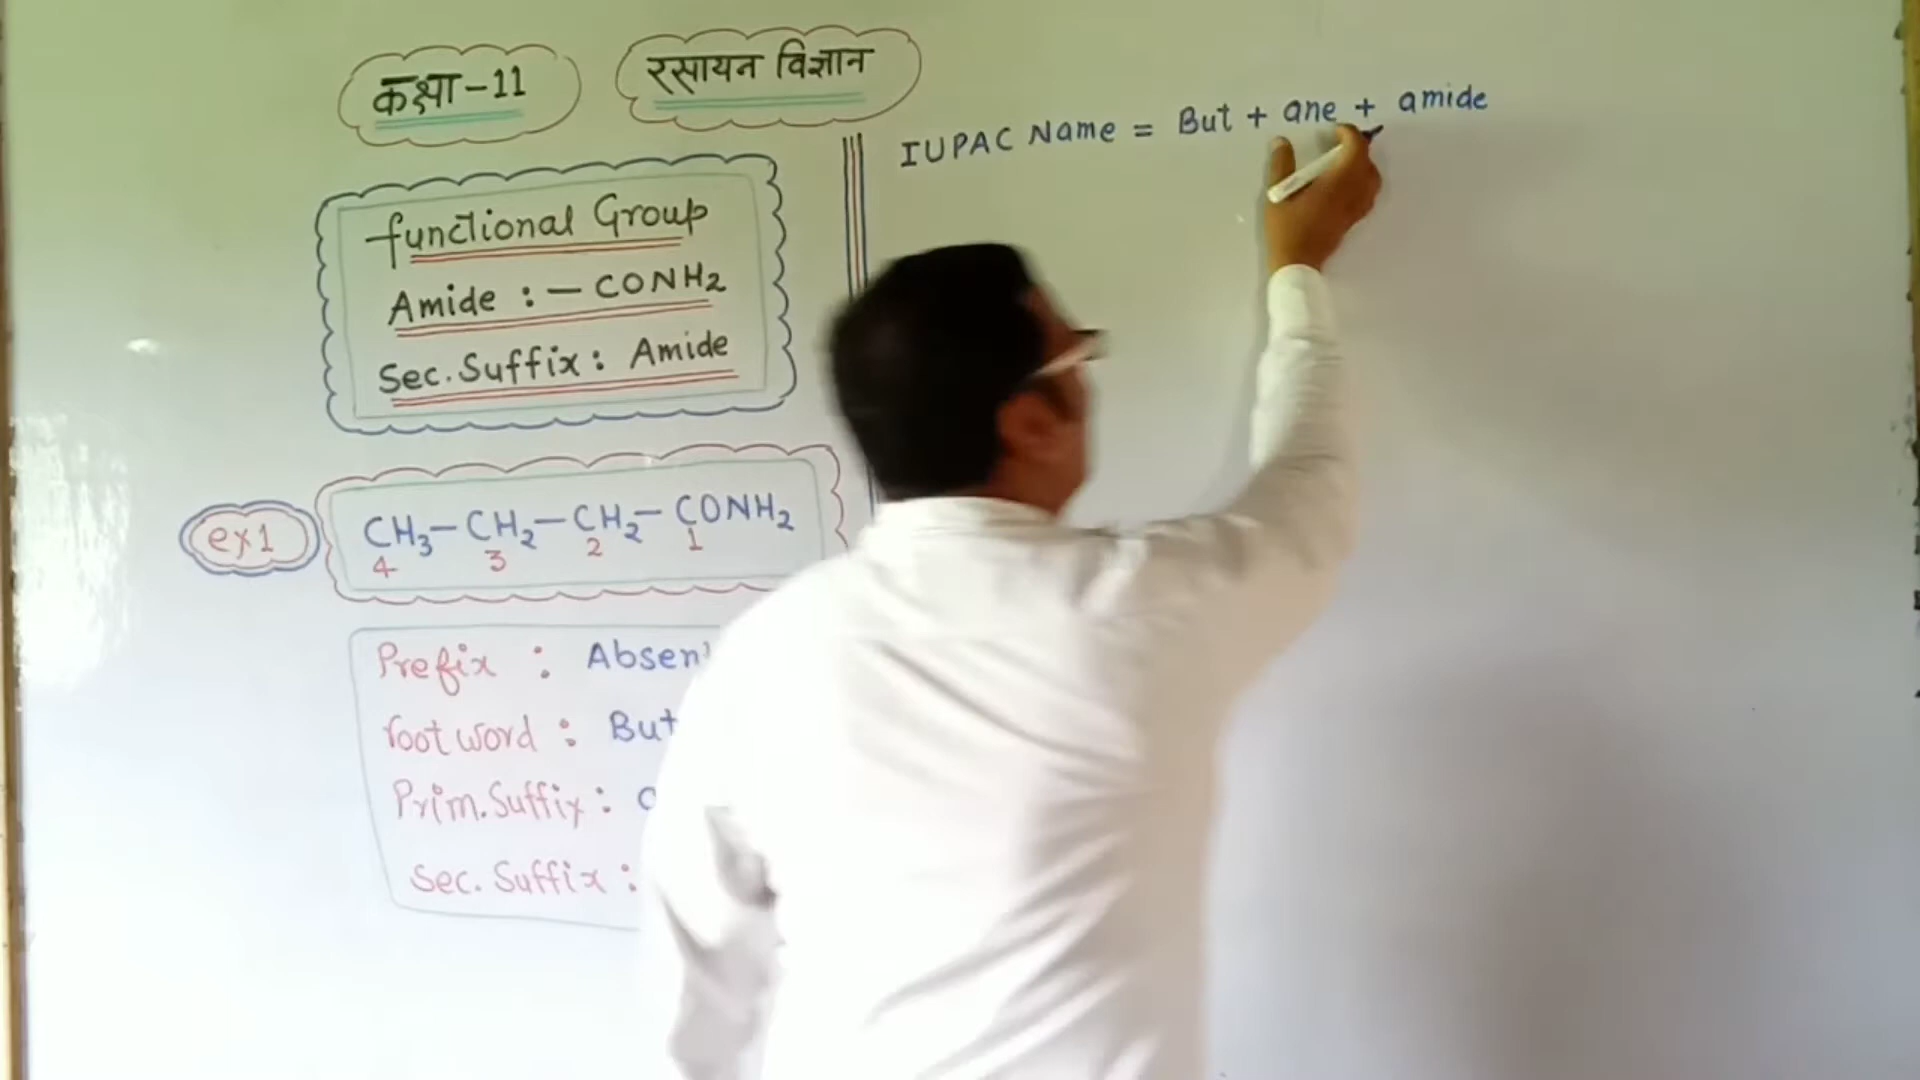 कक्षा-11
रसायन विज्ञान
functional Group
Amide : - CONH2
Sec. Suffix : Amide
ex1
CH3-CH2-CH2-CONH2
4 3 2 1
Prefix : Absent
root word : But
Prim. Suffix :
Sec. Suffix :
IUPAC Name = But + ane + amide